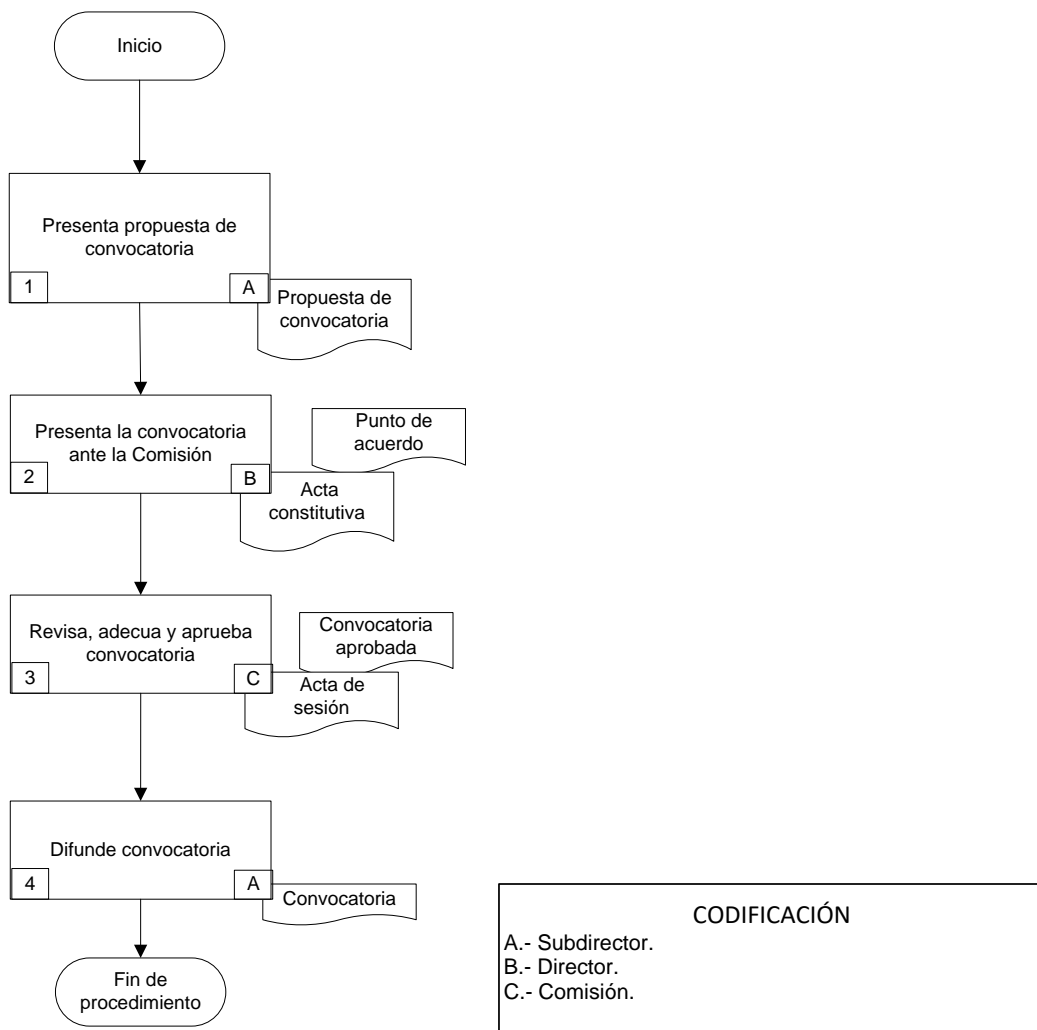 Inicio
Presenta propuesta de
convocatoria
1
A
Propuesta de
convocatoria
Presenta la convocatoria
ante la Comisión
2
B
Punto de
acuerdo
Acta
constitutiva
Revisa, adecua y aprueba
convocatoria
3
C
Convocatoria
aprobada
Acta de
sesión
Difunde convocatoria
4
A
Convocatoria
Fin de
procedimiento
CODIFICACIÓN
A.- Subdirector.
B.- Director.
C.- Comisión.